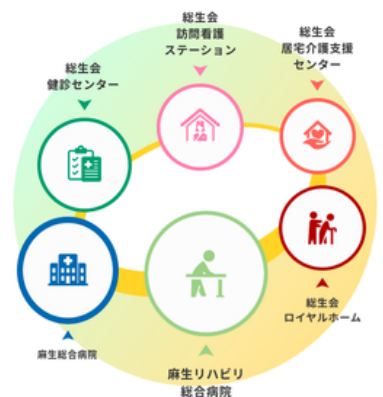 総生会
訪問看護
ステーション
総生会
居宅介護支援
センター
総生会
健診センター
総生会
ロイヤルホーム
麻生総合病院
麻生リハビリ
総合病院